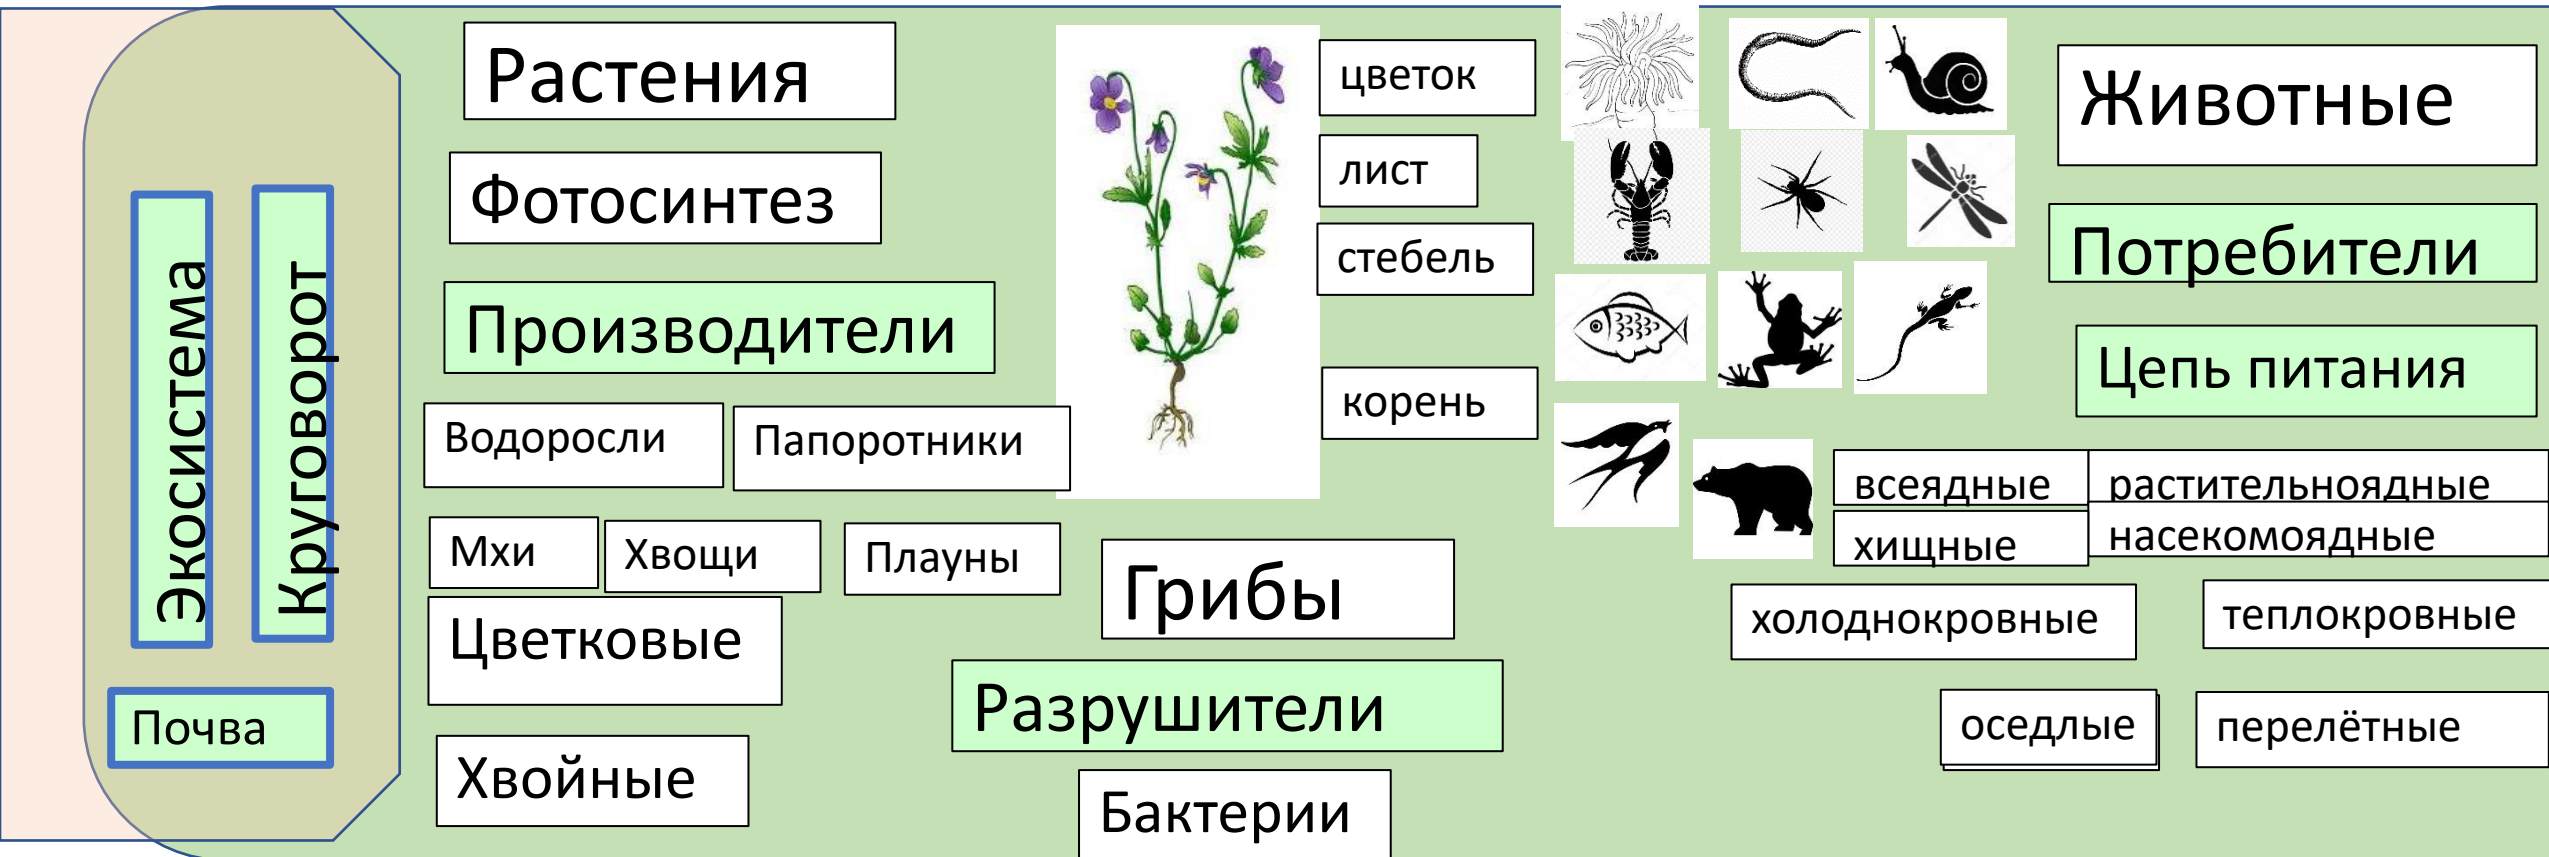 Экосистема
Круговорот
Почва
Растения
Фотосинтез
Производители
Водоросли
Папоротники
Мхи
Хвощи
Плауны
Цветковые
Хвойные
цветок
лист
стебель
корень
Грибы
Разрушители
Бактерии
Животные
Потребители
Цепь питания
всеядные
растительноядные
хищные
насекомоядные
холоднокровные
теплокровные
оседлые
перелётные